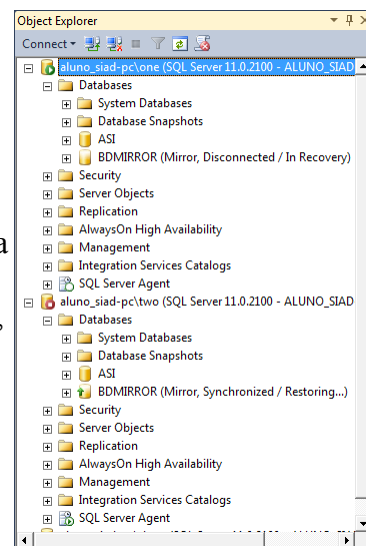 Object Explorer
Connect
aluno_siad-pc\one (SQL Server 11.0.2100 - ALUNO_SIAD
Databases
System Databases
Database Snapshots
ASI
BDMIRROR (Mirror, Disconnected / In Recovery)
Security
Server Objects
Replication
a
AlwaysOn High Availability
Management
Integration Services Catalogs
SQL Server Agent
aluno_siad-pc\two (SQL Server 11.0.2100 - ALUNO_SIAD
,
Databases
System Databases
Database Snapshots
ASI
BDMIRROR (Mirror, Synchronized / Restoring...)
Security
Server Objects
Replication
AlwaysOn High Availability
Management
Integration Services Catalogs
SQL Server Agent